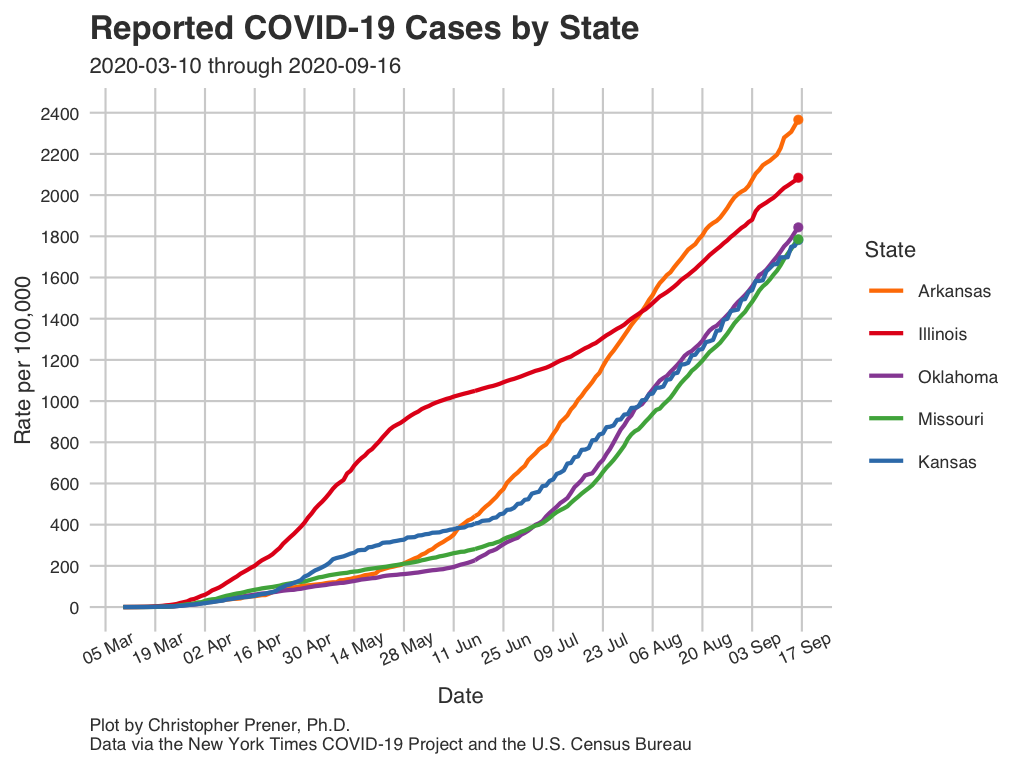 Reported COVID-19 Cases by State
2020-03-10 through 2020-09-16
Rate per 100,000
2400
2200
2000
1800
1600
1400
1200
1000
800
600
400
200
0
05 Mar
19 Mar
02 Apr
16 Apr
30 Apr
14 May
28 May
11 Jun
25 Jun
09 Jul
23 Jul
06 Aug
20 Aug
03 Sep
17 Sep
Date
State
Arkansas
Illinois
Oklahoma
Missouri
Kansas
Plot by Christopher Prener, Ph.D.
Data via the New York Times COVID-19 Project and the U.S. Census Bureau